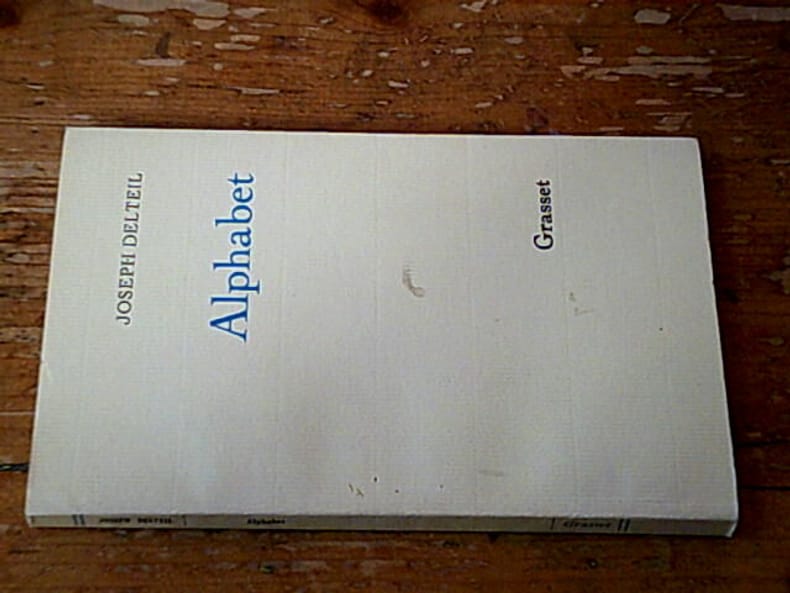 JOSEPH DELTEIL
Alphabet
Grasset
JOSEPH DELTEIL
Alphabet
Grasset